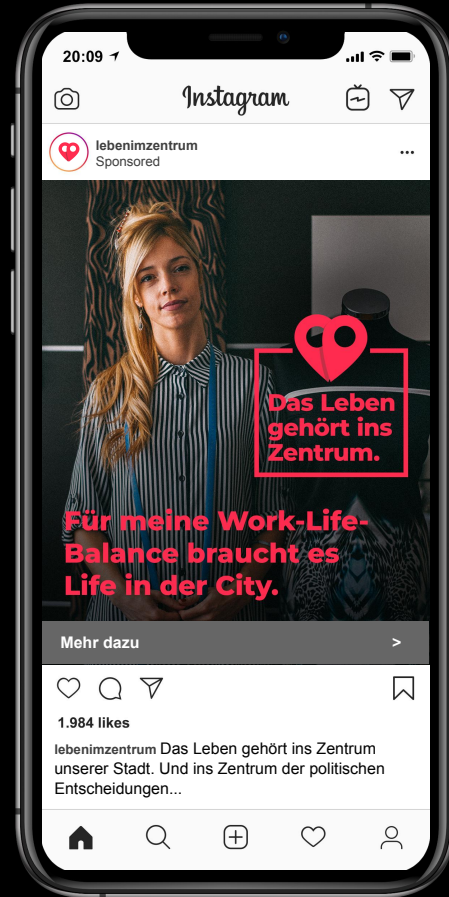 20:09
Instagram
lebenimzentrum
Sponsored
Das Leben
gehört ins
Zentrum.
Für meine Work-Life-
Balance braucht es
Life in der City.
Mehr dazu >
1.984 likes
lebenimzentrum Das Leben gehört ins Zentrum
unserer Stadt. Und ins Zentrum der politischen
Entscheidungen...